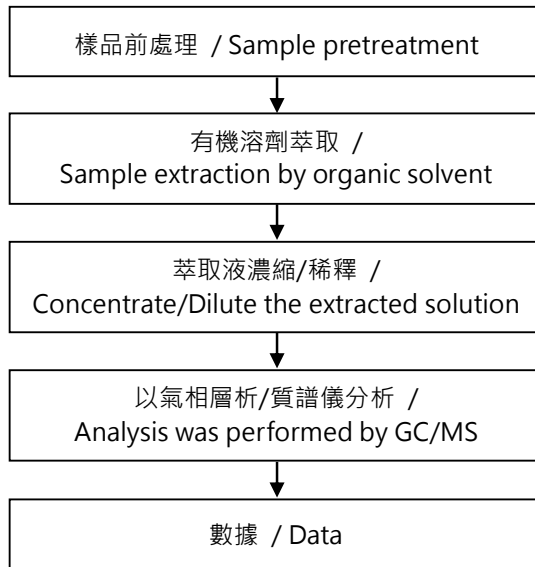 樣品前處理 / Sample pretreatment
有機溶劑萃取 /
Sample extraction by organic solvent
萃取液濃縮/稀釋 /
Concentrate/Dilute the extracted solution
以氣相層析/質譜儀分析 /
Analysis was performed by GC/MS
數據 / Data